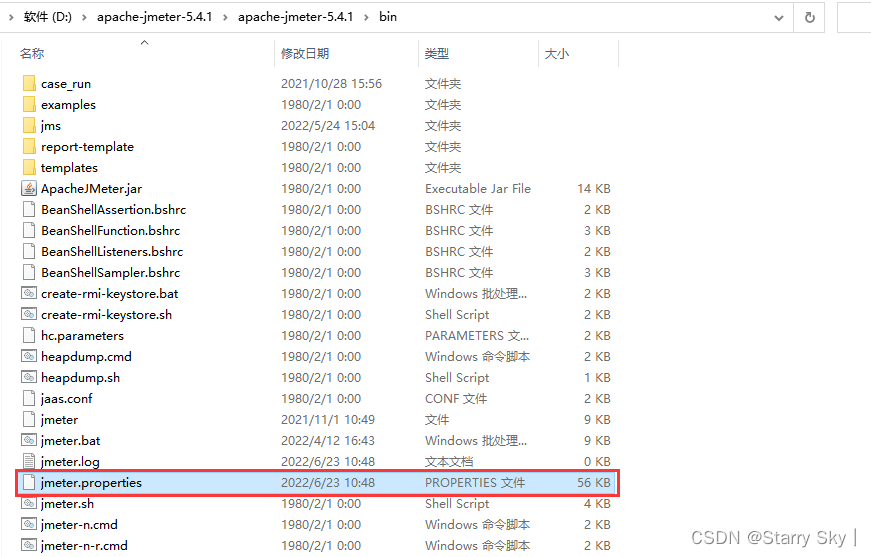 软件 (D:) › apache-jmeter-5.4.1 › apache-jmeter-5.4.1 › bin
名称 修改日期 类型 大小
case_run 2021/10/28 15:56 文件夹
examples 1980/2/1 0:00 文件夹
jms 2022/5/24 15:04 文件夹
report-template 1980/2/1 0:00 文件夹
templates 1980/2/1 0:00 文件夹
ApacheJMeter.jar 1980/2/1 0:00 Executable Jar File 14 KB
BeanShellAssertion.bshrc 1980/2/1 0:00 BSHRC 文件 2 KB
BeanShellFunction.bshrc 1980/2/1 0:00 BSHRC 文件 3 KB
BeanShellListeners.bshrc 1980/2/1 0:00 BSHRC 文件 2 KB
BeanShellSampler.bshrc 1980/2/1 0:00 BSHRC 文件 3 KB
create-rmi-keystore.bat 1980/2/1 0:00 Windows 批处理... 2 KB
create-rmi-keystore.sh 1980/2/1 0:00 Shell Script 2 KB
hc.parameters 1980/2/1 0:00 PARAMETERS 文... 2 KB
heapdump.cmd 1980/2/1 0:00 Windows 命令脚本 2 KB
heapdump.sh 1980/2/1 0:00 Shell Script 1 KB
jaas.conf 1980/2/1 0:00 CONF 文件 2 KB
jmeter 2021/11/1 10:49 文件 9 KB
jmeter.bat 2022/4/12 16:43 Windows 批处理... 9 KB
jmeter.log 2022/6/23 10:48 文本文档 0 KB
jmeter.properties 2022/6/23 10:48 PROPERTIES 文件 56 KB
jmeter.sh 1980/2/1 0:00 Shell Script 4 KB
jmeter-n.cmd 1980/2/1 0:00 Windows 命令脚本 2 KB
jmeter-n-r.cmd 1980/2/1 0:00 Windows 命令脚本 2 KB
CSDN @Starry Sky |